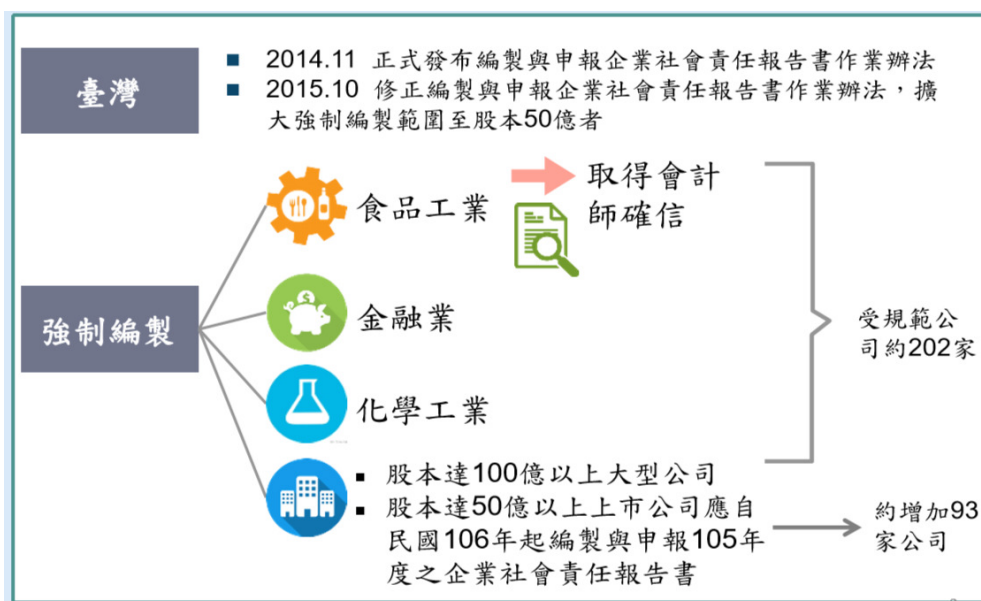 臺灣
■ 2014.11 正式發布編製與申報企業社會責任報告書作業辦法
■ 2015.10 修正編製與申報企業社會責任報告書作業辦法，擴
大強制編製範圍至股本50億者
強制編製
食品工業
取得會計
師確信
金融業
化學工業
■ 股本達100億以上大型公司
■ 股本達50億以上上市公司應自
民國106年起編製與申報105年
度之企業社會責任報告書
受規範公
司約202家
約增加93
家公司